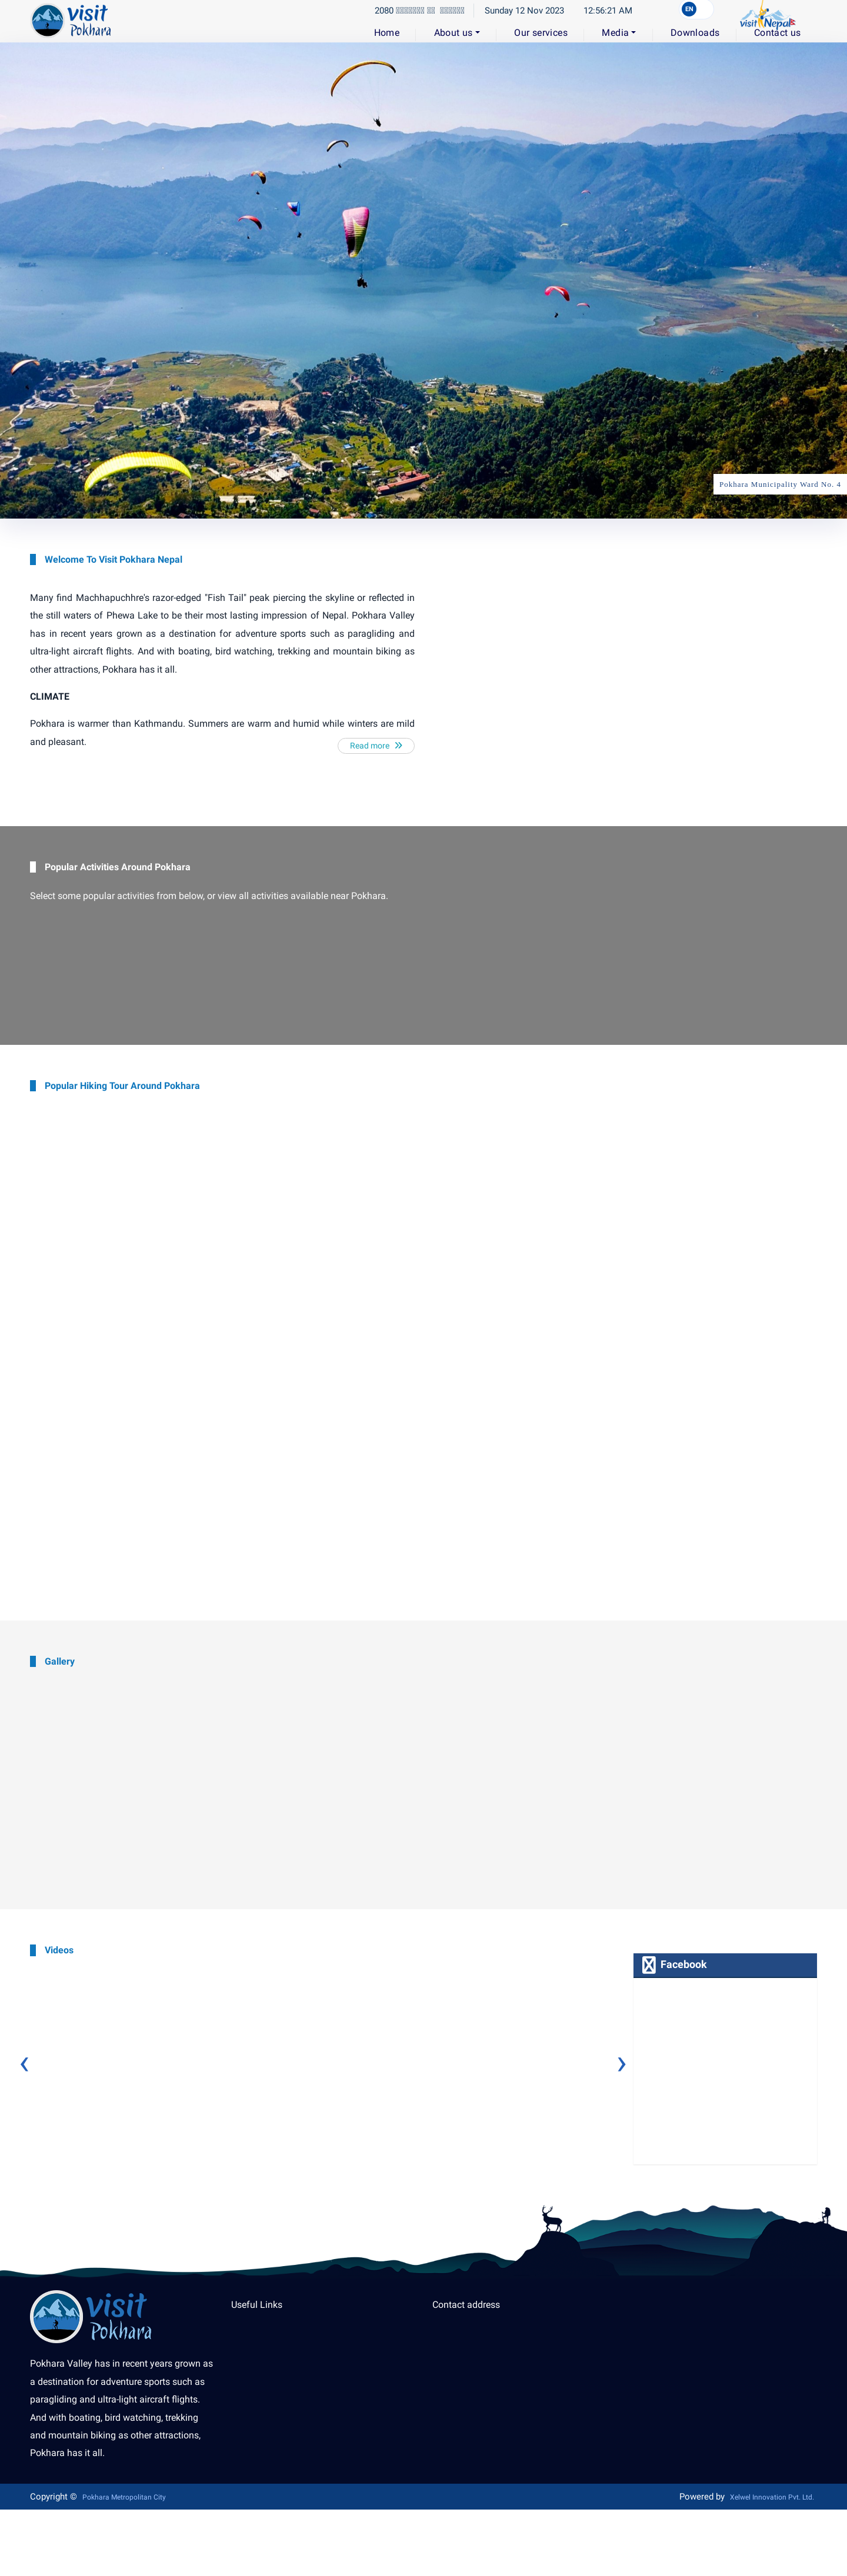 visit
Pokhara
2080
Sunday 12 Nov 2023 12:56:21 AM
EN
visit Nepal
Home About us Our services Media Downloads Contact us
Pokhara Municipality Ward No. 4
Welcome To Visit Pokhara Nepal
Many find Machhapuchhre's razor-edged "Fish Tail" peak piercing the skyline or reflected in
the still waters of Phewa Lake to be their most lasting impression of Nepal. Pokhara Valley
has in recent years grown as a destination for adventure sports such as paragliding and
ultra-light aircraft flights. And with boating, bird watching, trekking and mountain biking as
other attractions, Pokhara has it all.
CLIMATE
Pokhara is warmer than Kathmandu. Summers are warm and humid while winters are mild
and pleasant.
Read more
Popular Activities Around Pokhara
Select some popular activities from below, or view all activities available near Pokhara.
Popular Hiking Tour Around Pokhara
Gallery
Videos
Facebook
visit
Pokhara
Pokhara Valley has in recent years grown as
a destination for adventure sports such as
paragliding and ultra-light aircraft flights.
And with boating, bird watching, trekking
and mountain biking as other attractions,
Pokhara has it all.
Useful Links
Contact address
Copyright © Pokhara Metropolitan City
Powered by Xelwel Innovation Pvt. Ltd.